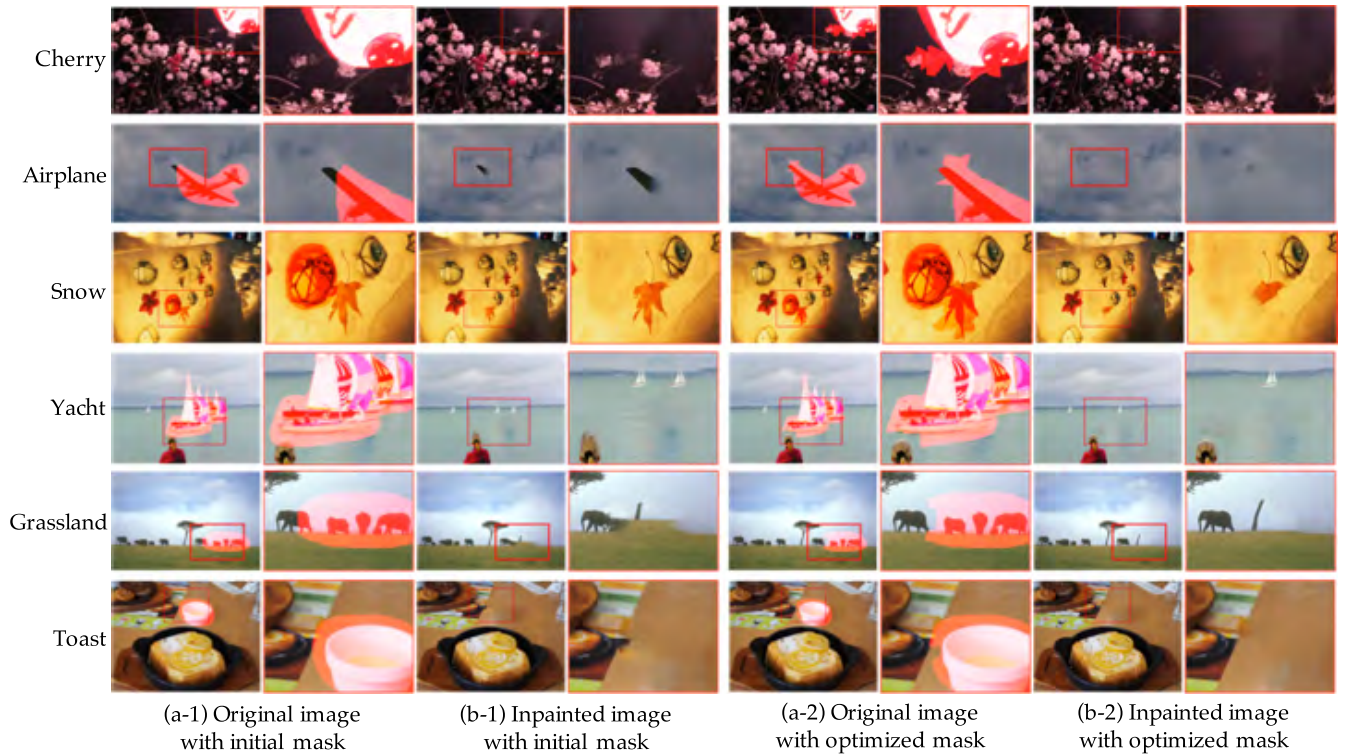 Cherry
Airplane
Snow
Yacht
Grassland
Toast
(a-1) Original image
with initial mask
(b-1) Inpainted image
with initial mask
(a-2) Original image
with optimized mask
(b-2) Inpainted image
with optimized mask